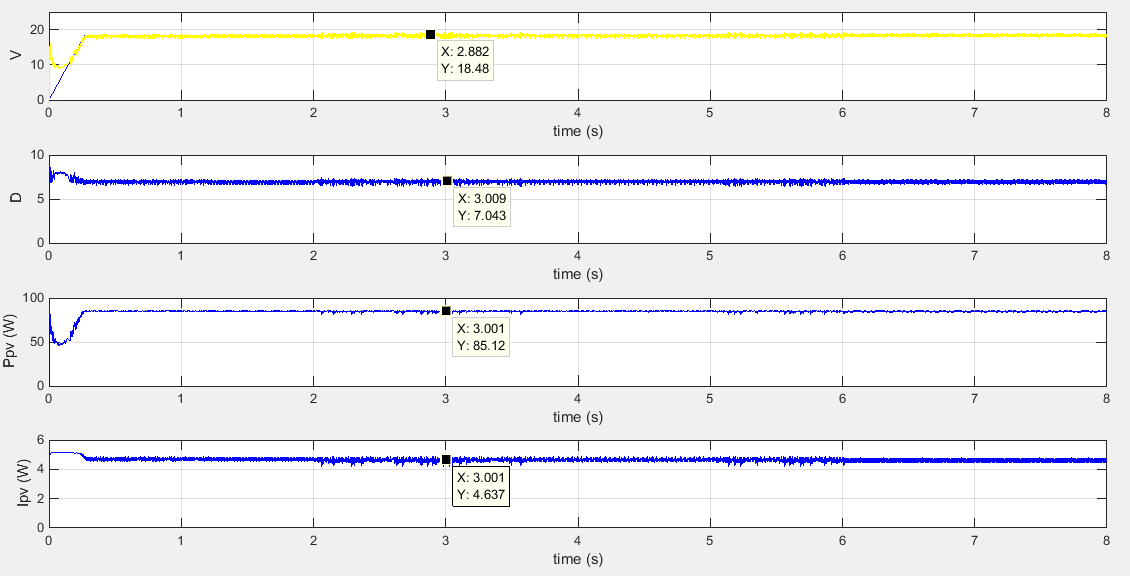 20
10
0
V
X: 2.882
Y: 18.48
0 1 2 3 4 5 6 7 8
time (s)
10
5
0
D
X: 3.009
Y: 7.043
0 1 2 3 4 5 6 7 8
time (s)
100
50
0
Ppv (W)
X: 3.001
Y: 85.12
0 1 2 3 4 5 6 7 8
time (s)
6
4
2
0
Ipv (W)
X: 3.001
Y: 4.637
0 1 2 3 4 5 6 7 8
time (s)